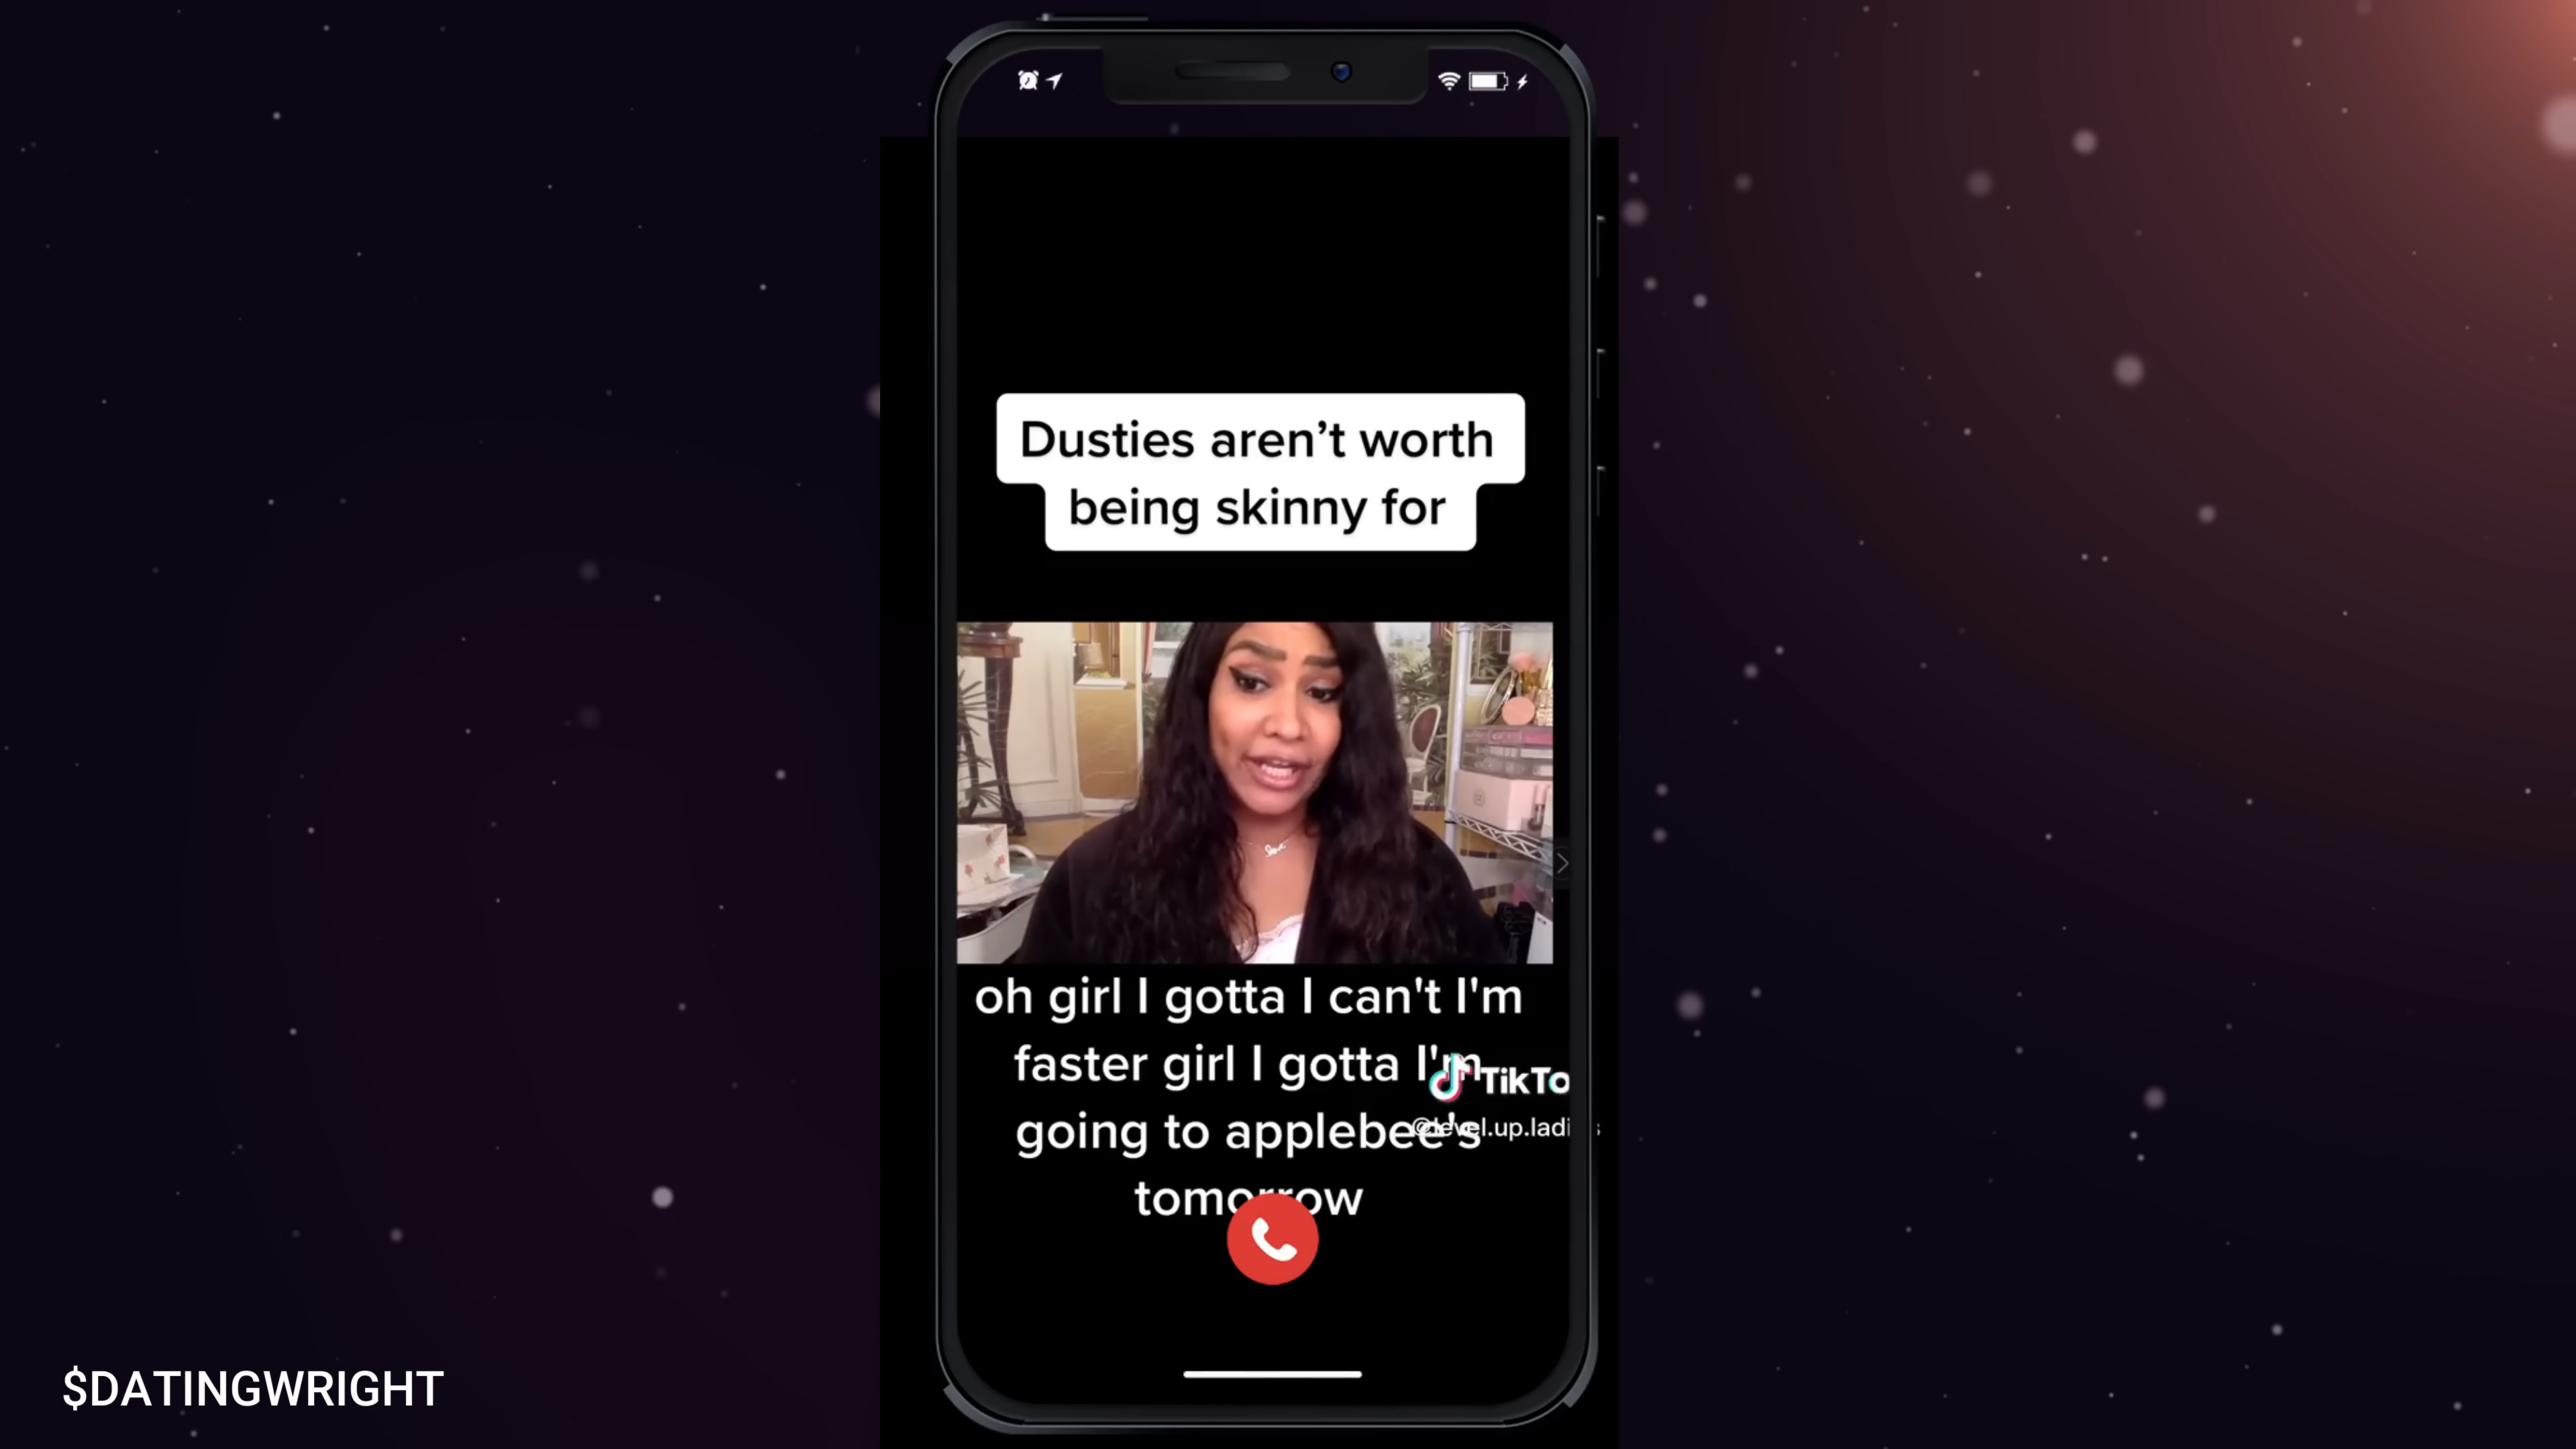 Dusties aren't worth
being skinny for
oh girl I gotta I can't I'm
faster girl I gotta I'm
going to applebee's
tomorrow
TikTo
@level.up.ladies
$DATINGWRIGHT